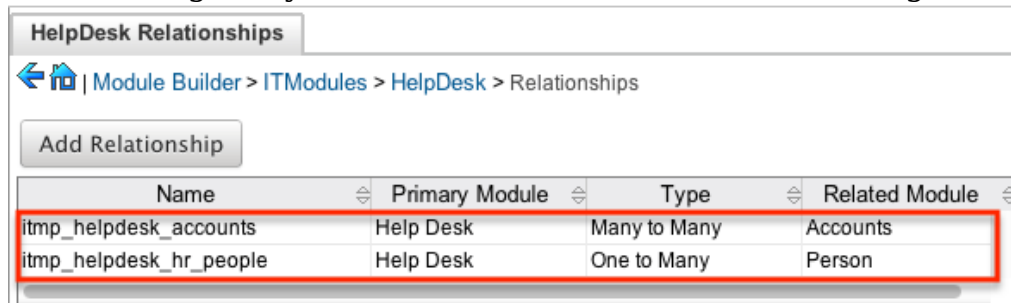 HelpDesk Relationships
| Module Builder > ITModules > HelpDesk > Relationships
Add Relationship
Name Primary Module Type Related Module
itmp_helpdesk_accounts Help Desk Many to Many Accounts
itmp_helpdesk_hr_people Help Desk One to Many Person